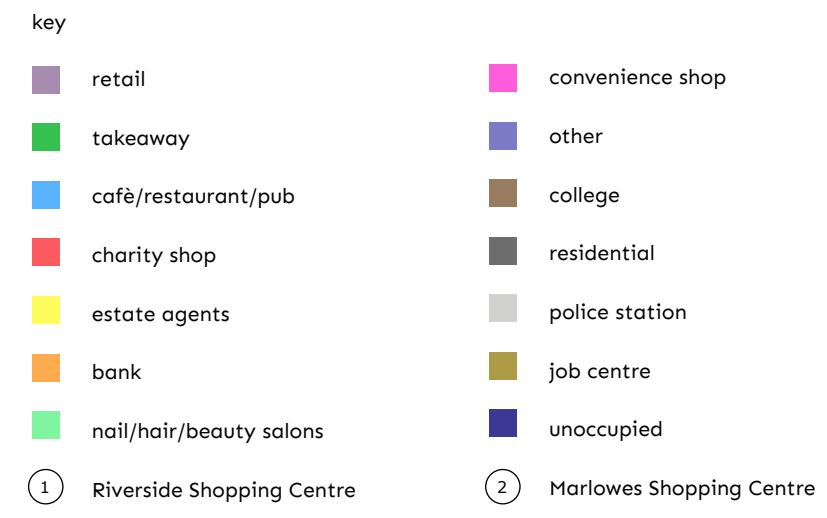 key
retail
takeaway
cafè/restaurant/pub
charity shop
estate agents
bank
nail/hair/beauty salons
1 Riverside Shopping Centre
convenience shop
other
college
residential
police station
job centre
unoccupied
2 Marlowes Shopping Centre